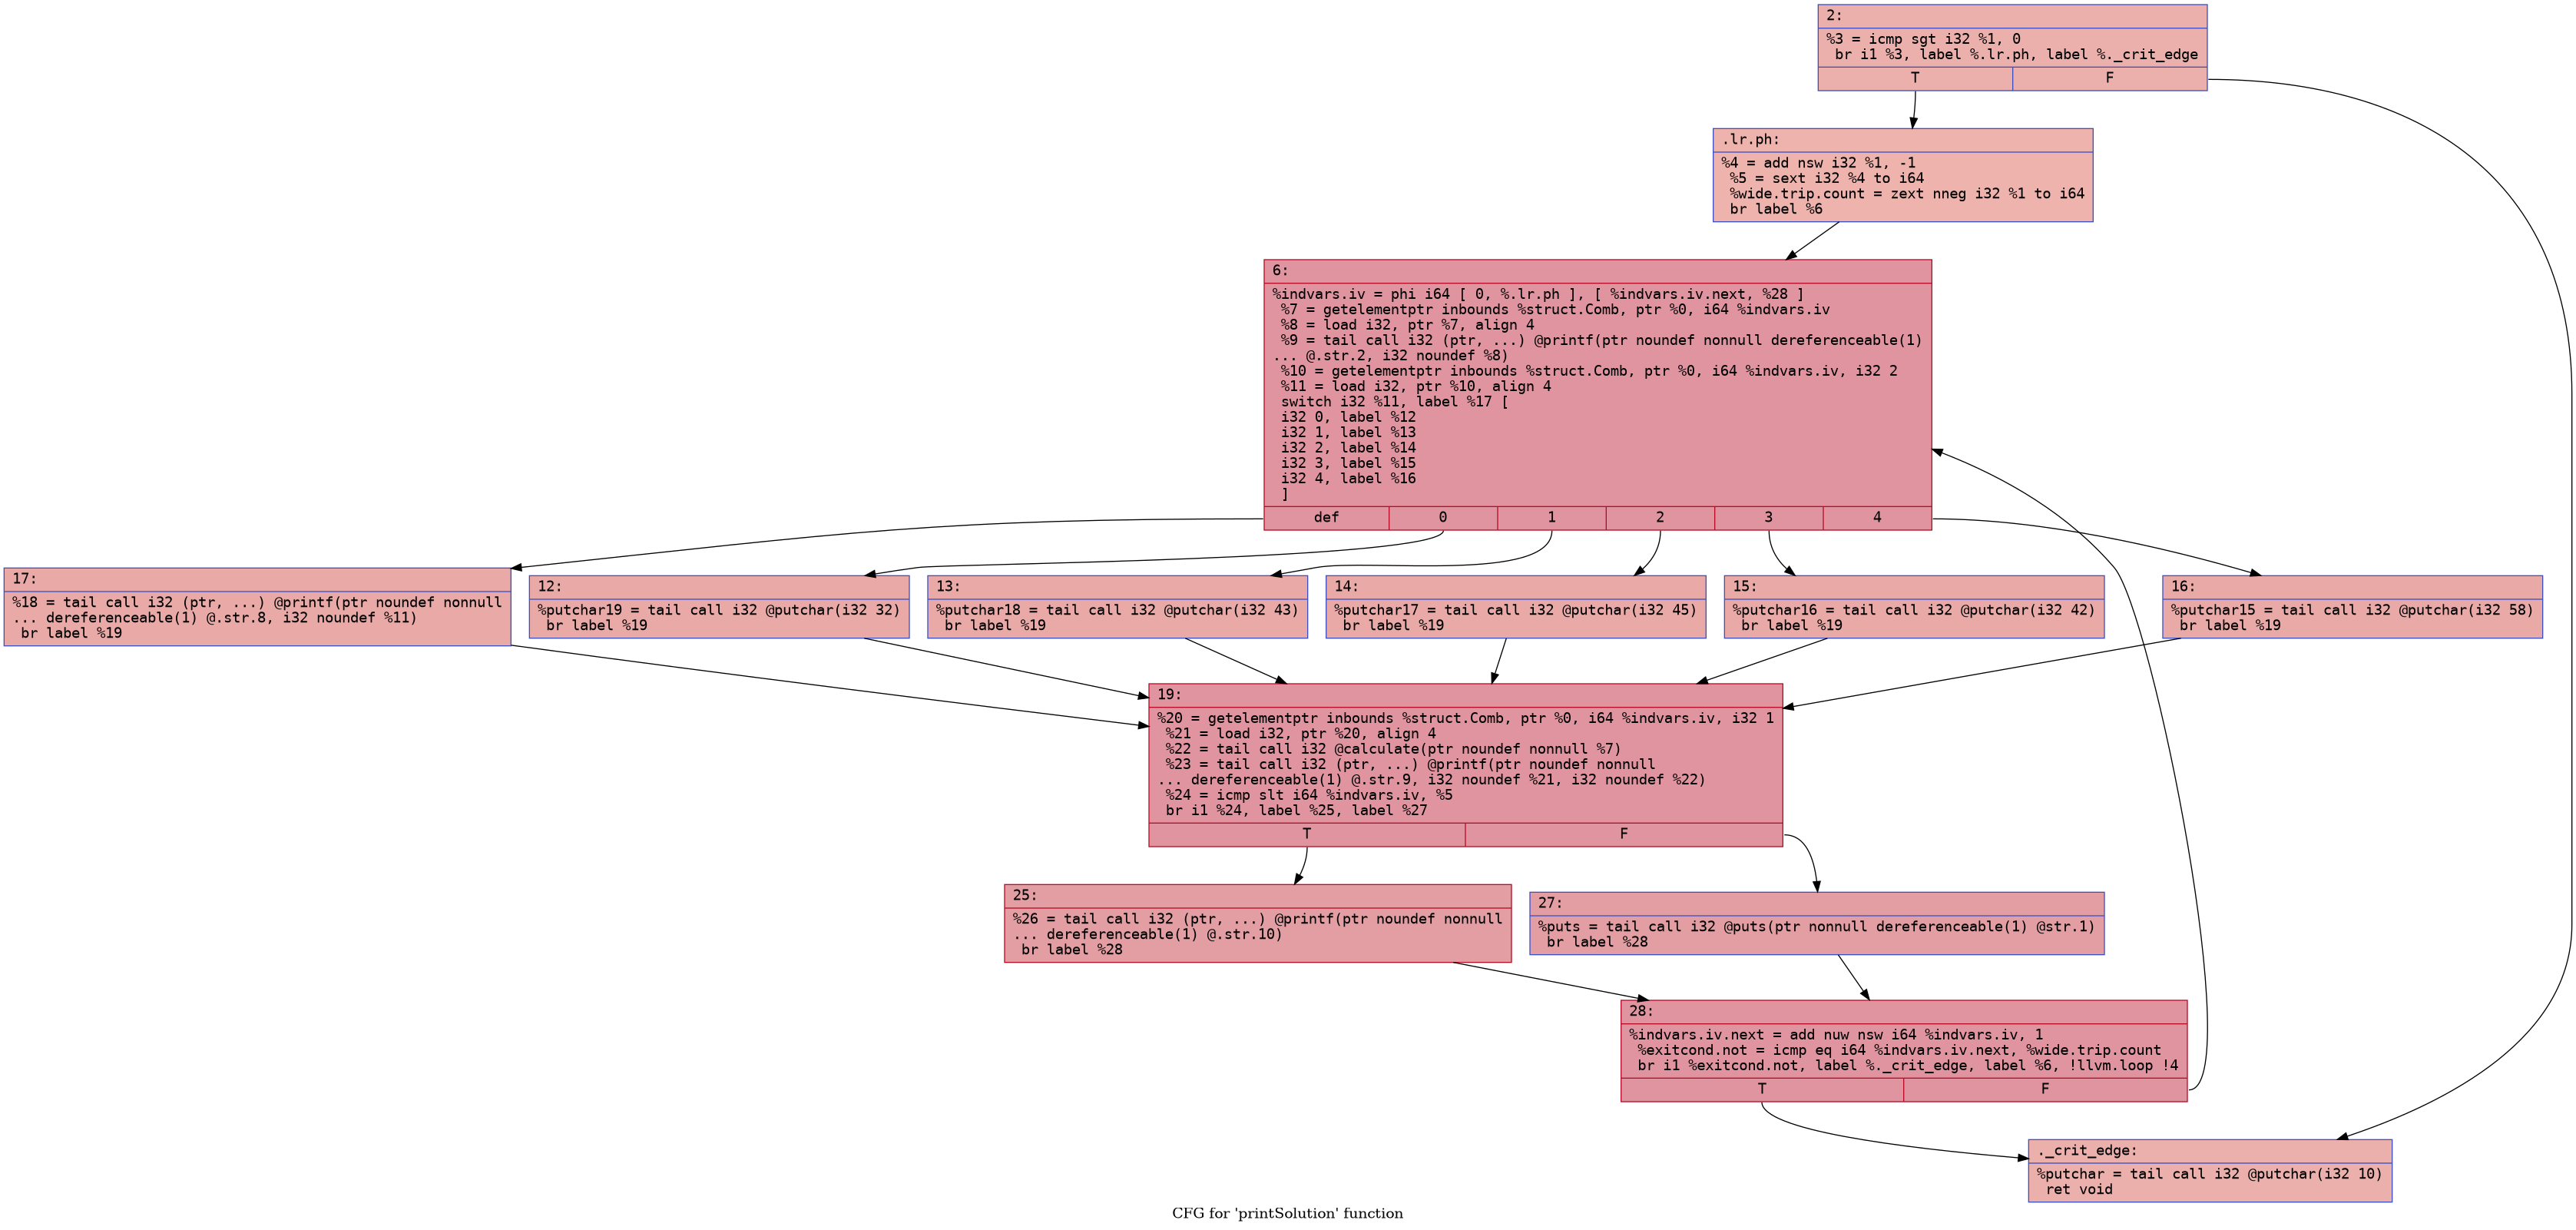 2:
%3 = icmp sgt i32 %1, 0
br i1 %3, label %.lr.ph, label %._crit_edge
T
F
.lr.ph:
%4 = add nsw i32 %1, -1
%5 = sext i32 %4 to i64
%wide.trip.count = zext nneg i32 %1 to i64
br label %6
6:
%indvars.iv = phi i64 [ 0, %.lr.ph ], [ %indvars.iv.next, %28 ]
%7 = getelementptr inbounds %struct.Comb, ptr %0, i64 %indvars.iv
%8 = load i32, ptr %7, align 4
%9 = tail call i32 (ptr, ...) @printf(ptr noundef nonnull dereferenceable(1)
... @.str.2, i32 noundef %8)
%10 = getelementptr inbounds %struct.Comb, ptr %0, i64 %indvars.iv, i32 2
%11 = load i32, ptr %10, align 4
switch i32 %11, label %17 [
i32 0, label %12
i32 1, label %13
i32 2, label %14
i32 3, label %15
i32 4, label %16
]
def
0
1
2
3
4
17:
%18 = tail call i32 (ptr, ...) @printf(ptr noundef nonnull
... dereferenceable(1) @.str.8, i32 noundef %11)
br label %19
12:
%putchar19 = tail call i32 @putchar(i32 32)
br label %19
13:
%putchar18 = tail call i32 @putchar(i32 43)
br label %19
14:
%putchar17 = tail call i32 @putchar(i32 45)
br label %19
15:
%putchar16 = tail call i32 @putchar(i32 42)
br label %19
16:
%putchar15 = tail call i32 @putchar(i32 58)
br label %19
19:
%20 = getelementptr inbounds %struct.Comb, ptr %0, i64 %indvars.iv, i32 1
%21 = load i32, ptr %20, align 4
%22 = tail call i32 @calculate(ptr noundef nonnull %7)
%23 = tail call i32 (ptr, ...) @printf(ptr noundef nonnull
... dereferenceable(1) @.str.9, i32 noundef %21, i32 noundef %22)
%24 = icmp slt i64 %indvars.iv, %5
br i1 %24, label %25, label %27
T
F
25:
%26 = tail call i32 (ptr, ...) @printf(ptr noundef nonnull
... dereferenceable(1) @.str.10)
br label %28
27:
%puts = tail call i32 @puts(ptr nonnull dereferenceable(1) @str.1)
br label %28
28:
%indvars.iv.next = add nuw nsw i64 %indvars.iv, 1
%exitcond.not = icmp eq i64 %indvars.iv.next, %wide.trip.count
br i1 %exitcond.not, label %._crit_edge, label %6, !llvm.loop !4
T
F
._crit_edge:
%putchar = tail call i32 @putchar(i32 10)
ret void
CFG for 'printSolution' function